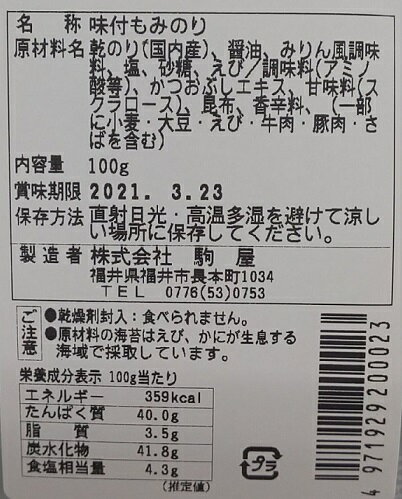 名 称 味付もみのり
原材料名 乾のり(国内産)、醤油、みりん風調味
料、塩、砂糖、えび/調味料(アミノ
酸等)、かつおぶしエキス、甘味料(ス
クラロース)、昆布、香辛料、(一部
に小麦・大豆・えび・牛肉・豚肉・さ
ばを含む)
内容量 100g
賞味期限 2021. 3.23
保存方法 直射日光・高温多湿を避けて涼し
い場所に保存してください。
製造者 株式会社 駒屋
福井県福井市長本町1034
TEL 0776(53)0753
ご注意
●乾燥剤封入:食べられません。
●原材料の海苔はえび、かにが生息する
海域で採取しています。
栄養成分表示 100g当たり
エネルギー 359kcal
たんぱく質 40.0g
脂質 3.5g
炭水化物 41.8g
食塩相当量 4.3g
(推定値)
プラ
4971929200023